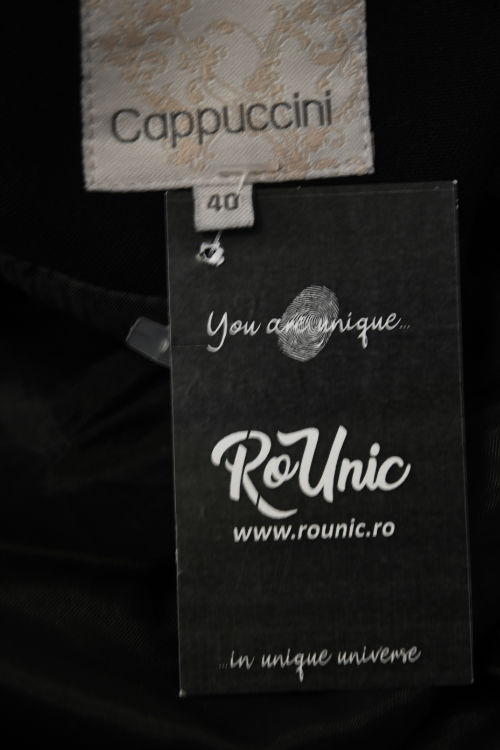 Cappuccini
40
You are unique...
RoUnic
www.rounic.ro
...in unique universe